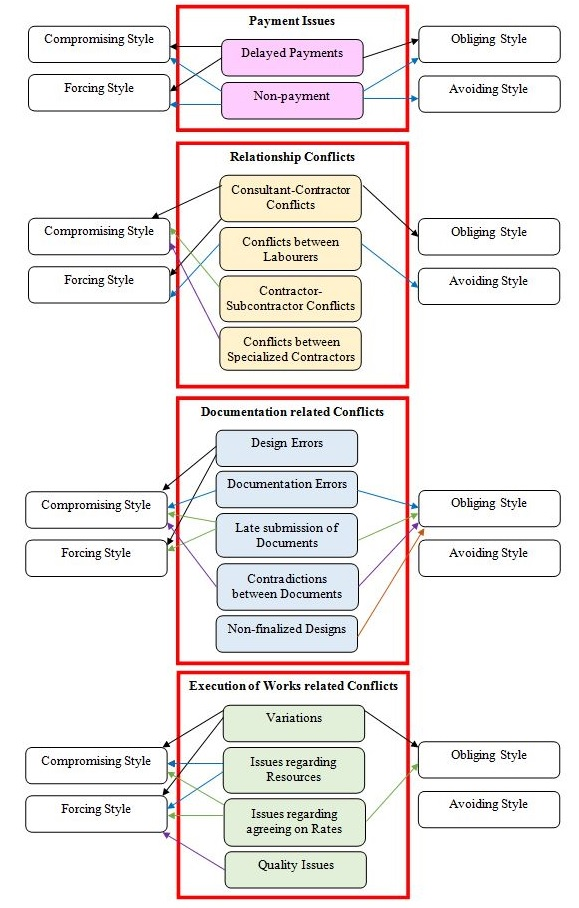 Payment Issues
Compromising Style
Delayed Payments
Obliging Style
Forcing Style
Non-payment
Avoiding Style
Relationship Conflicts
Consultant-Contractor
Conflicts
Compromising Style
Conflicts between
Labourers
Obliging Style
Forcing Style
Contractor-
Subcontractor Conflicts
Avoiding Style
Conflicts between
Specialized Contractors
Documentation related Conflicts
Design Errors
Documentation Errors
Compromising Style
Obliging Style
Late submission of
Documents
Forcing Style
Avoiding Style
Contradictions
between Documents
Non-finalized Designs
Execution of Works related Conflicts
Variations
Compromising Style
Issues regarding
Resources
Obliging Style
Forcing Style
Issues regarding
agreeing on Rates
Avoiding Style
Quality Issues